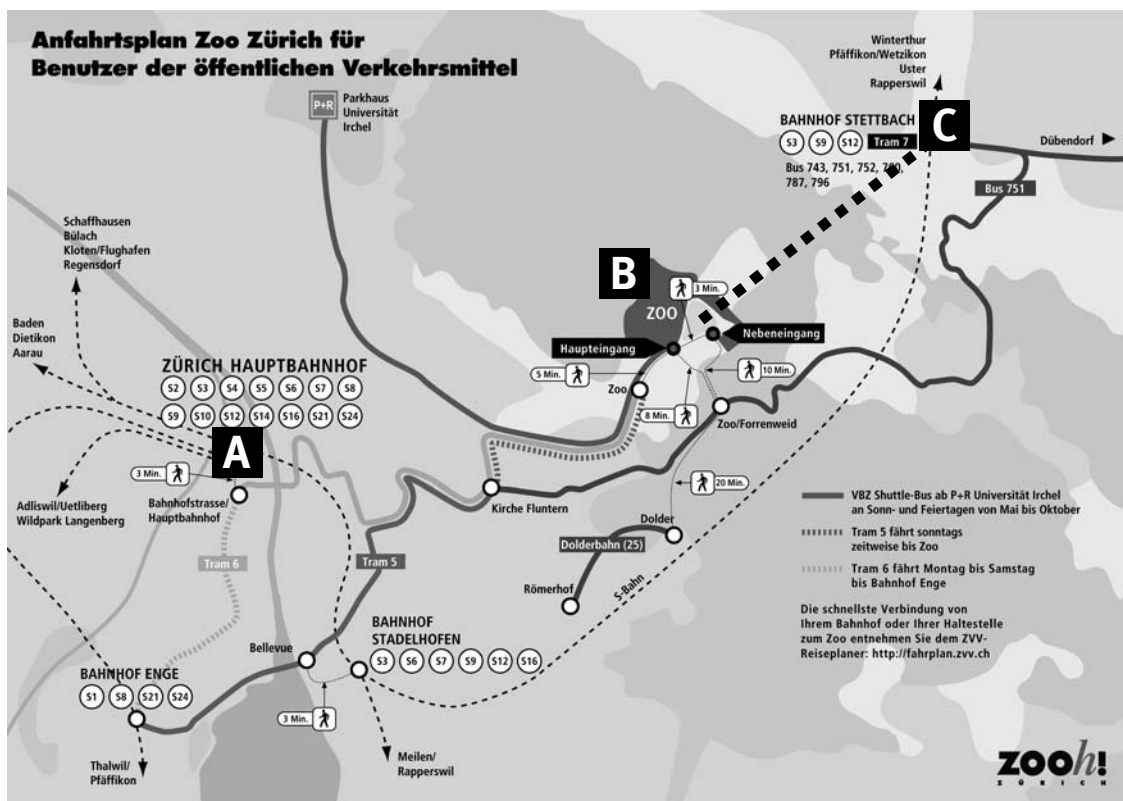 Anfahrtsplan Zoo Zürich für
Benutzer der öffentlichen Verkehrsmittel
P+R
Parkhaus
Universität
Irchel
Winterthur
Pfäffikon/Wetzikon
Uster
Rapperswil
BAHNHOF STETTBACH
S3 S9 S12 Tram 7
C
Bus 743, 751, 752,
787, 796
Dübendorf
Bus 751
Schaffhausen
Bülach
Kloten/Flughafen
Regensdorf
Baden
Dietikon
Aarau
B
3 Min.
ZOO
Nebeneingang
Haupteingang
5 Min.
10 Min.
Zoo
8 Min.
Zoo/Forrenweid
ZÜRICH HAUPTBAHNHOF
S2 S3 S4 S5 S6 S7 S8
S9 S10 S12 S14 S16 S21 S24
A
3 Min.
Bahnhofstrasse/
Hauptbahnhof
Adliswil/Uetliberg
Wildpark Langenberg
Kirche Fluntern
20 Min.
Dolder
Dolderbahn (25)
Römerhof
S-Bahn
Tram 6
Tram 5
VBZ Shuttle-Bus ab P+R Universität Irchel
an Sonn- und Feiertagen von Mai bis Oktober
Tram 5 fährt sonntags
zeitweise bis Zoo
Tram 6 fährt Montag bis Samstag
bis Bahnhof Enge
Die schnellste Verbindung von
Ihrem Bahnhof oder Ihrer Haltestelle
zum Zoo entnehmen Sie dem ZVV-
Reiseplaner: http://fahrplan.zvv.ch
Bellevue
BAHNHOF
STADELHOFEN
S3 S6 S7 S9 S12 S16
BAHNHOF ENGE
S1 S8 S21 S24
3 Min.
Thalwil/
Pfäffikon
Meilen/
Rapperswil
ZOOh!
ZÜRICH